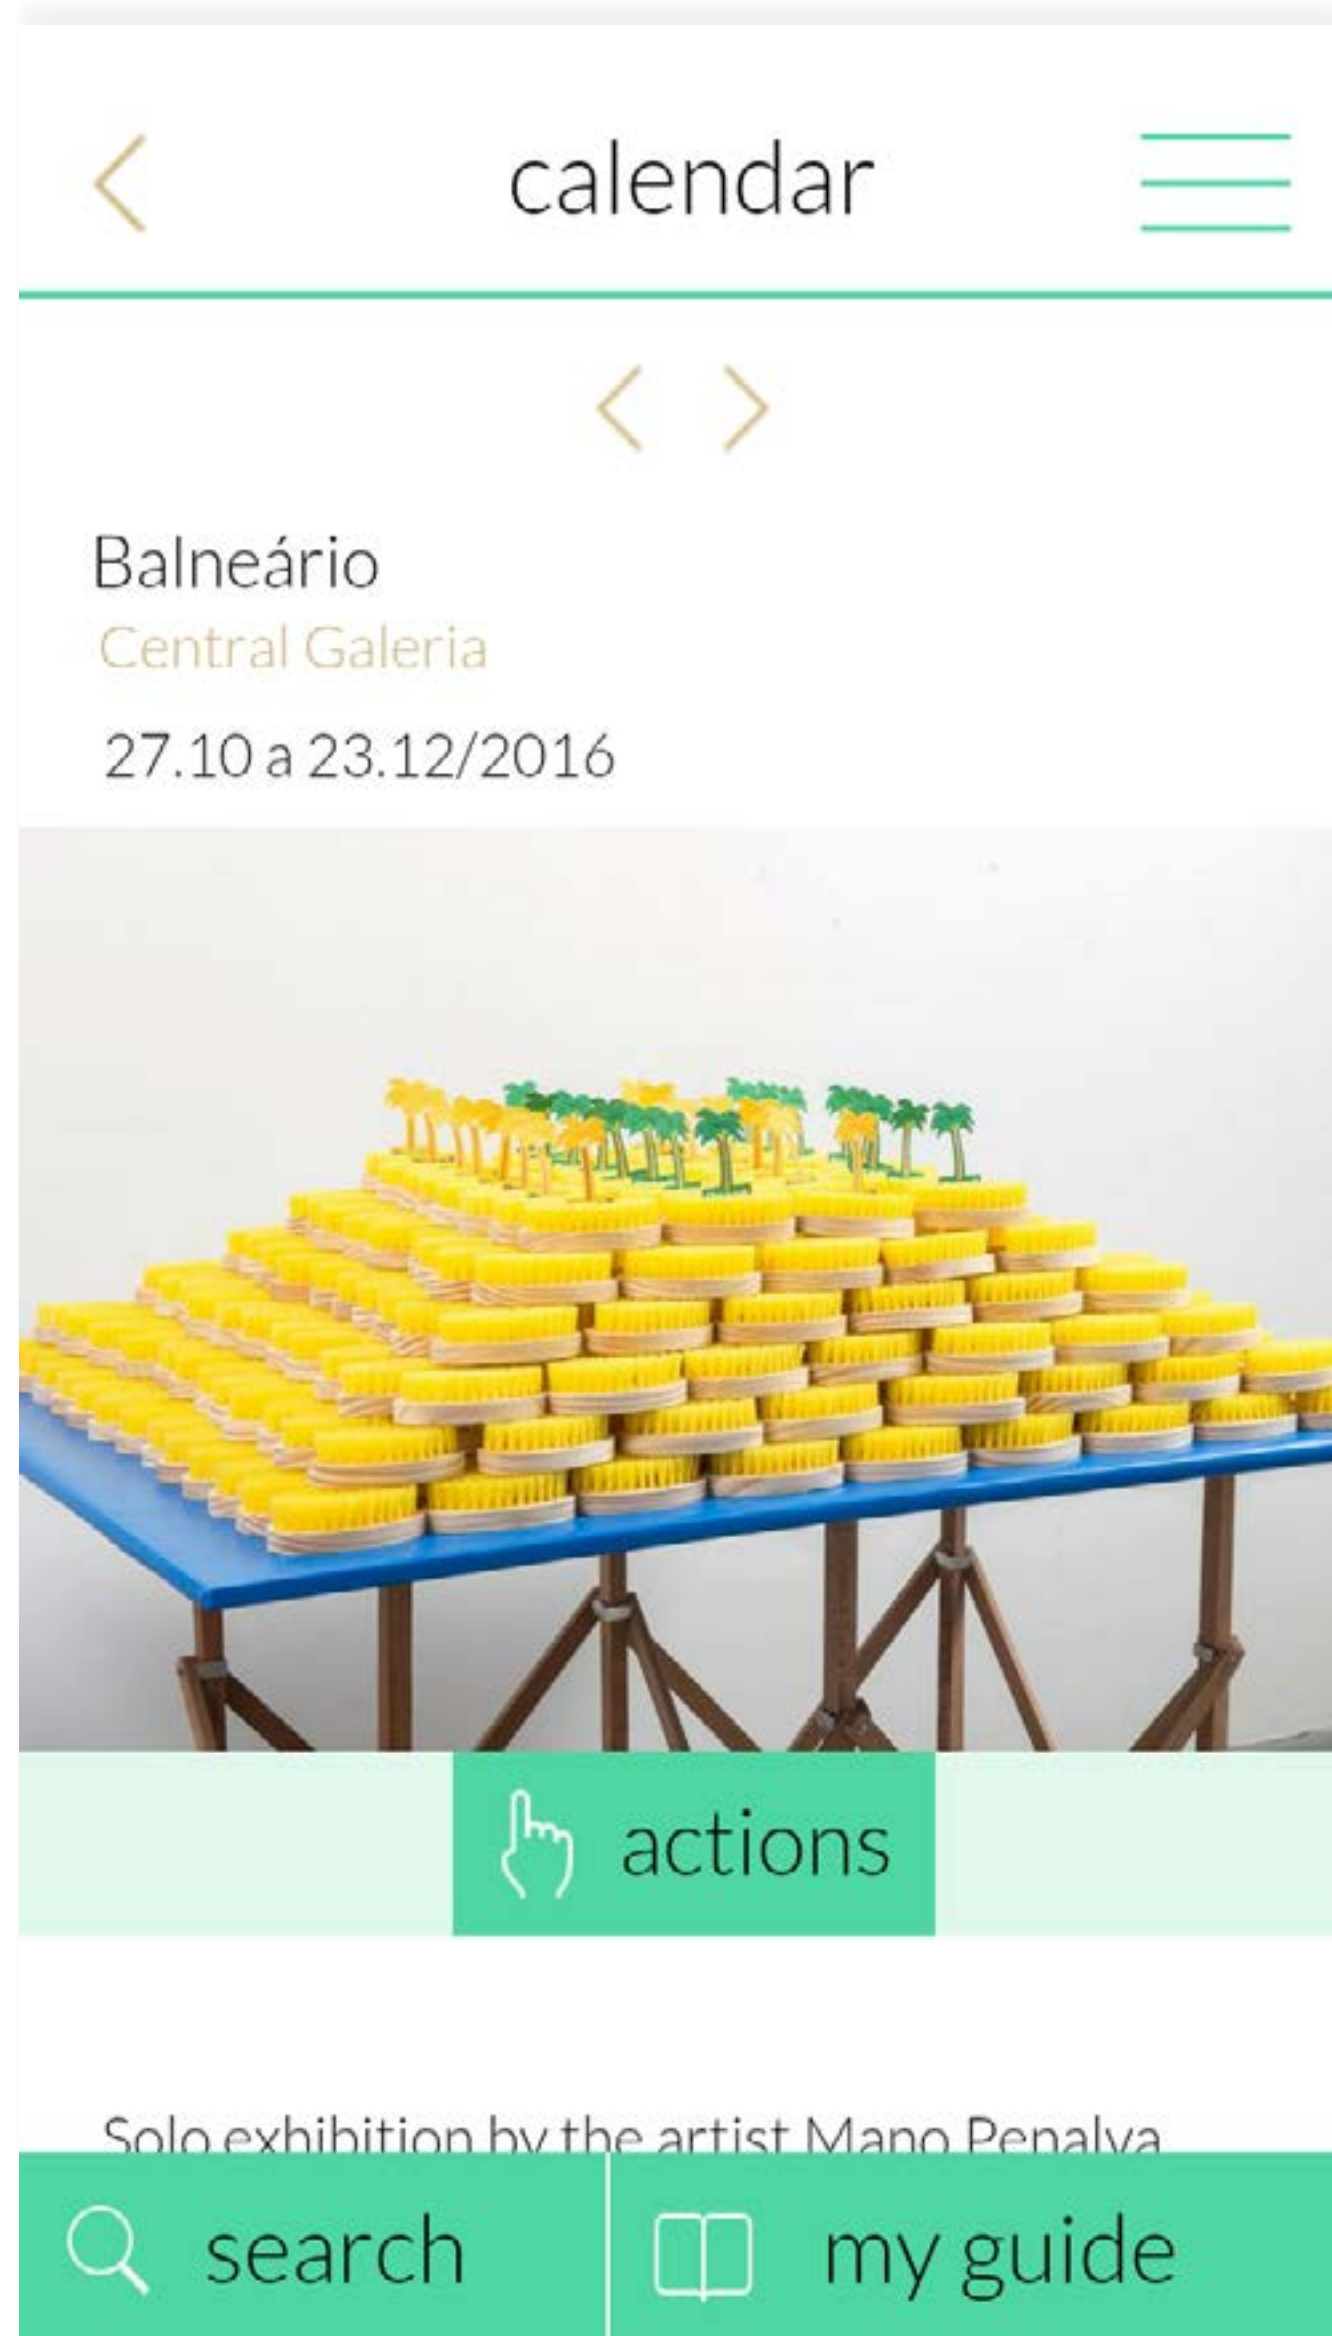 calendar
Balneário
Central Galeria
27.10 a 23.12/2016
actions
Solo exhibition by the artist Mano Penalva
search
my guide